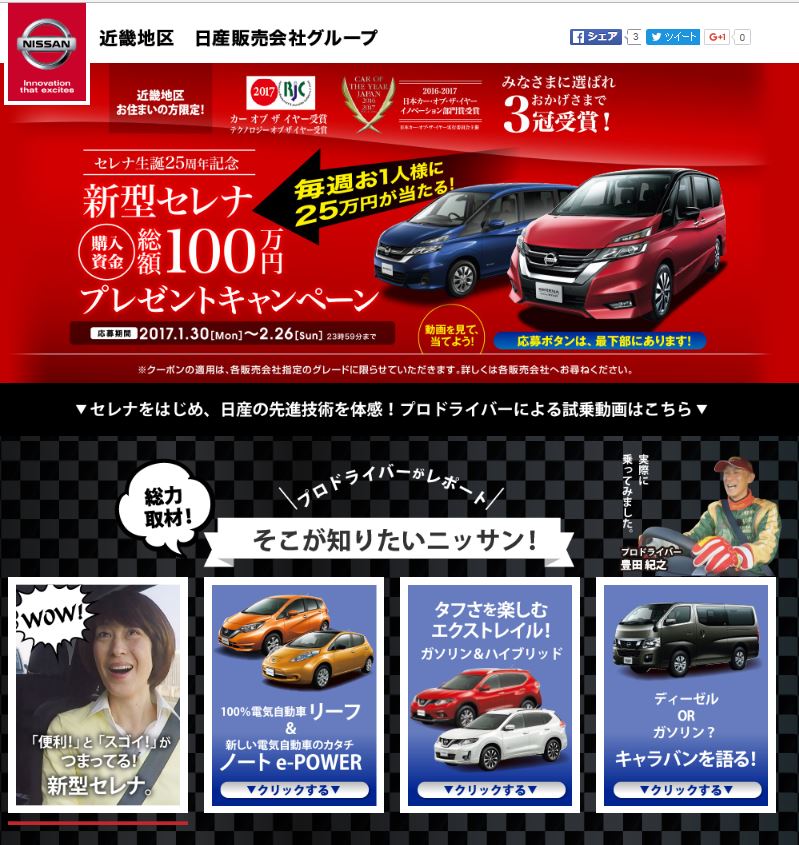 NISSAN
Innovation
that excites
近畿地区　日産販売会社グループ
シェア
3
ツイート
G+1
0
近畿地区
お住まいの方限定!
2017
RJC
カー オブ ザ イヤー受賞
テクノロジー オブ ザ イヤー受賞
CAR OF
THE YEAR
JAPAN
2016
2017
2016-2017
日本カー・オブ・ザ・イヤー
イノベーション部門賞受賞
日本カー・オブ・ザ・イヤー実行委員会主催
みなさまに選ばれ
おかげさまで
3冠受賞!
セレナ生誕25周年記念
毎週お1人様に
25万円が当たる!
新型セレナ
購入
資金
総額100万円
プレゼントキャンペーン
応募期間 2017.1.30[Mon]〜2.26[Sun] 23時59分まで
動画を見て、
当てよう!
応募ボタンは、最下部にあります!
※クーポンの適用は、各販売会社指定のグレードに限らせていただきます。詳しくは各販売会社へお尋ねください。
▼セレナをはじめ、日産の先進技術を体感！プロドライバーによる試乗動画はこちら▼
総力
取材!
プロドライバーがレポート
そこが知りたいニッサン!
実際に
乗ってみました。
プロドライバー
豊田 紀之
WOW!
「便利!」と「スゴイ!」が
つまってる!
新型セレナ。
100%電気自動車 リーフ
&
新しい電気自動車のカタチ
ノート e-POWER
▼クリックする▼
タフさを楽しむ
エクストレイル!
ガソリン&ハイブリッド
▼クリックする▼
ディーゼル
OR
ガソリン？
キャラバンを語る!
▼クリックする▼